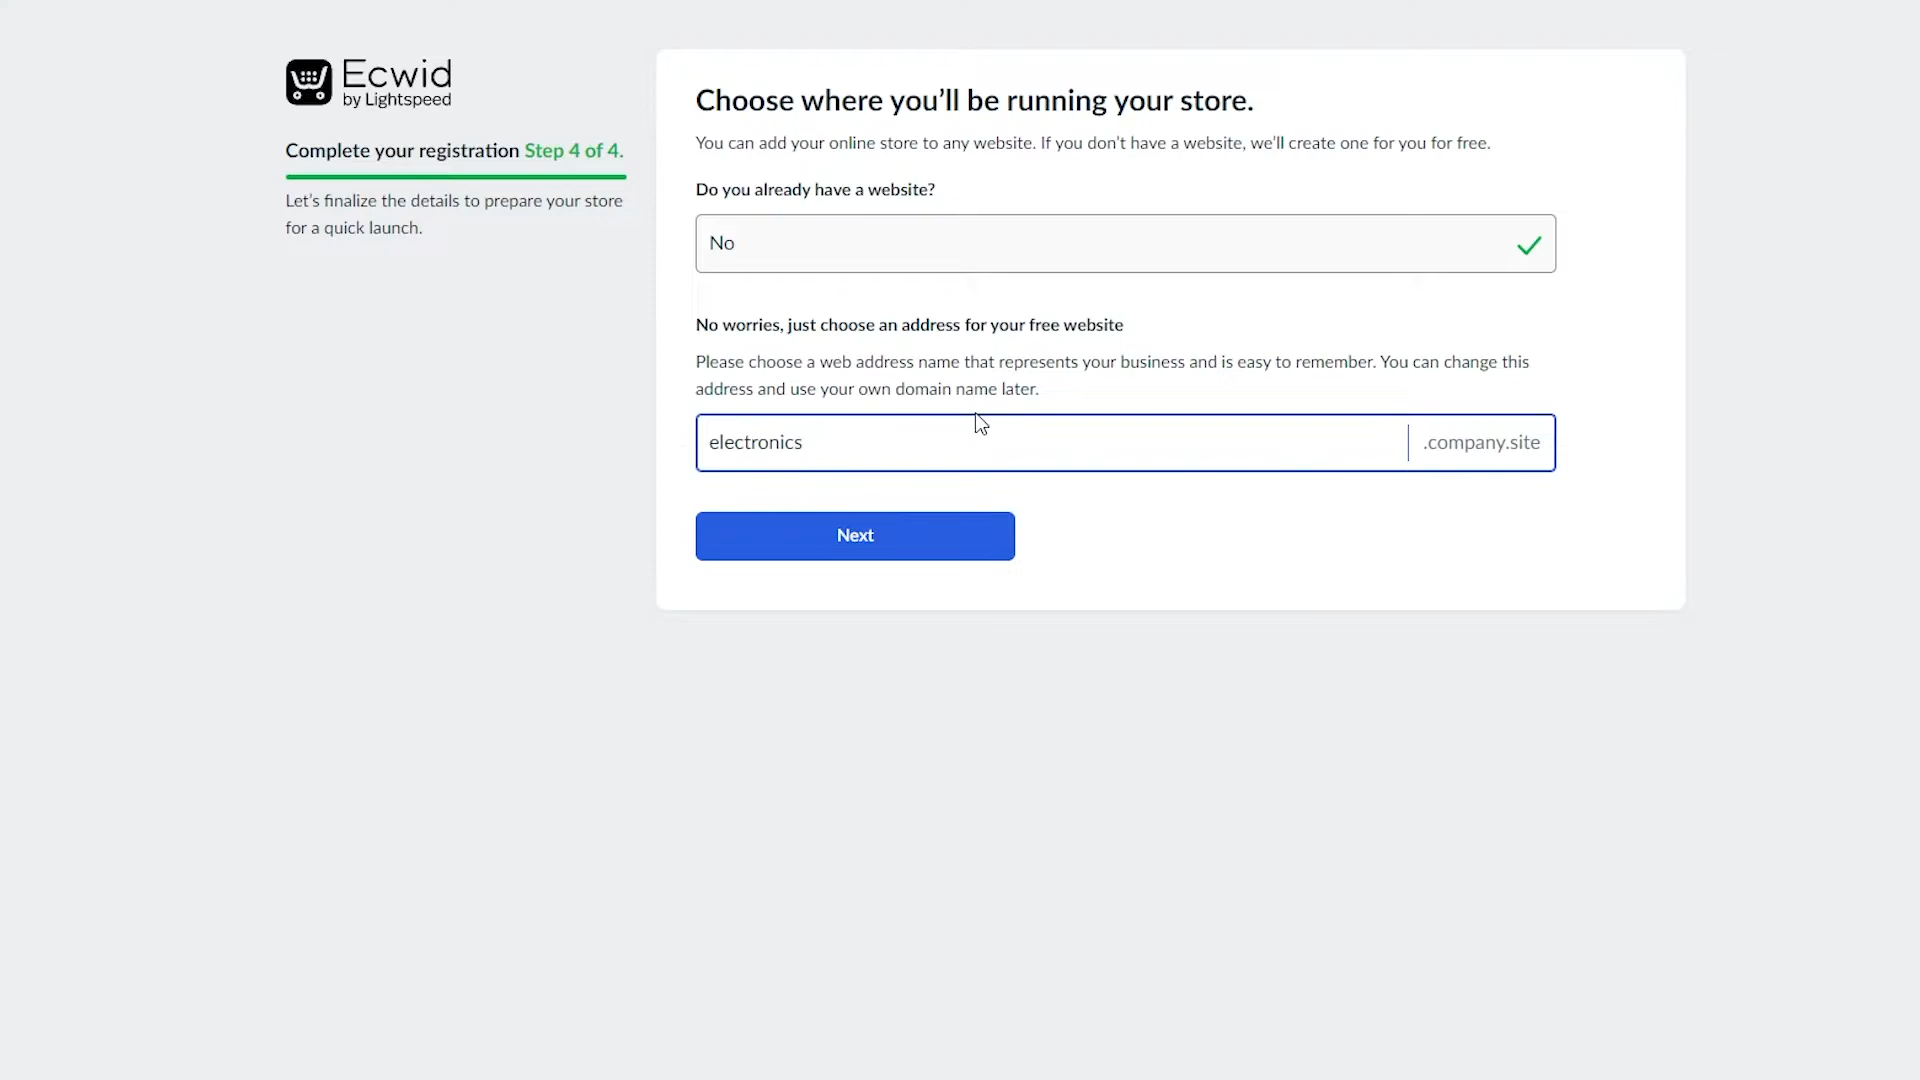 Ecwid
by Lightspeed
Complete your registration Step 4 of 4.
Let’s finalize the details to prepare your store
for a quick launch.
Choose where you’ll be running your store.
You can add your online store to any website. If you don’t have a website, we’ll create one for you for free.
Do you already have a website?
No
No worries, just choose an address for your free website
Please choose a web address name that represents your business and is easy to remember. You can change this
address and use your own domain name later.
electronics .company.site
Next